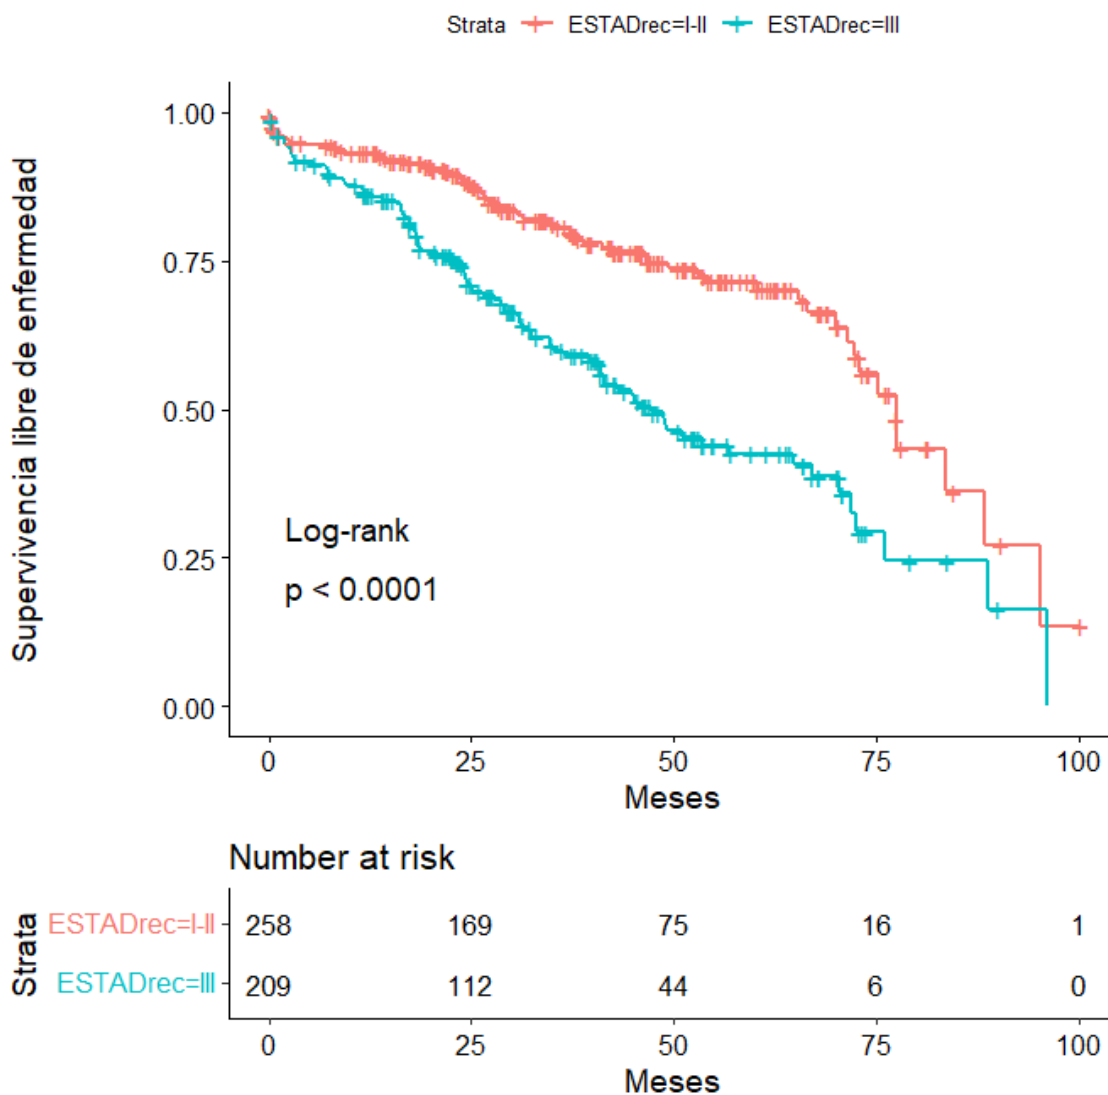 Strata ESTADrec=I-II ESTADrec=III
Supervivencia libre de enfermedad
1.00
0.75
0.50
0.25
0.00
Log-rank
p < 0.0001
0 25 50 75 100
Meses
Number at risk
Strata
ESTADrec=I-II 258 169 75 16 1
ESTADrec=III 209 112 44 6 0
0 25 50 75 100
Meses